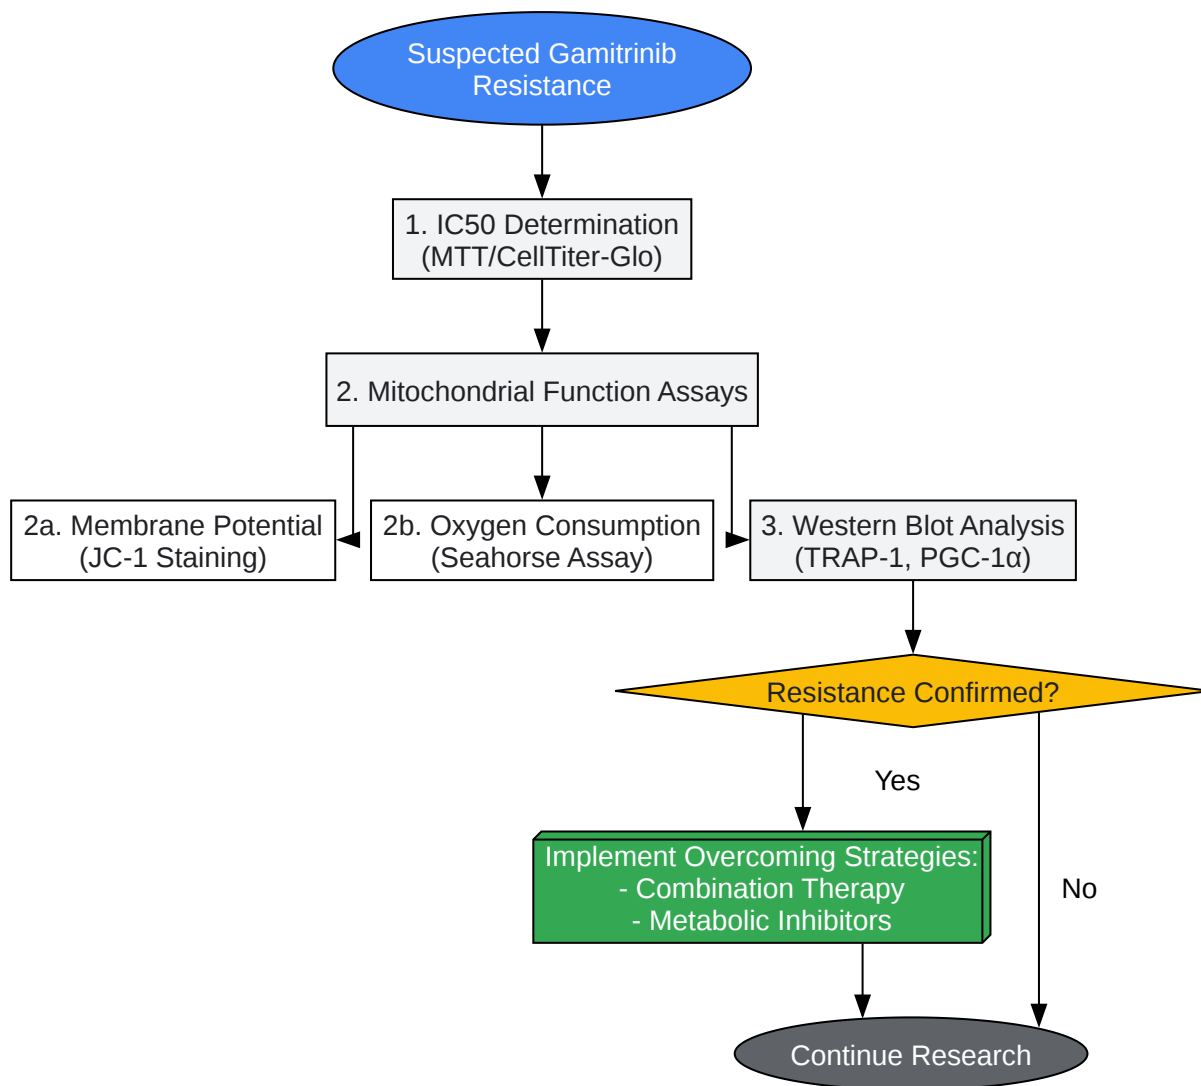 Suspected Gamitrinib
Resistance
1. IC50 Determination
(MTT/CellTiter-Glo)
2. Mitochondrial Function Assays
2a. Membrane Potential
(JC-1 Staining)
2b. Oxygen Consumption
(Seahorse Assay)
3. Western Blot Analysis
(TRAP-1, PGC-1α)
Resistance Confirmed?
Yes
Implement Overcoming Strategies:
- Combination Therapy
- Metabolic Inhibitors
No
Continue Research